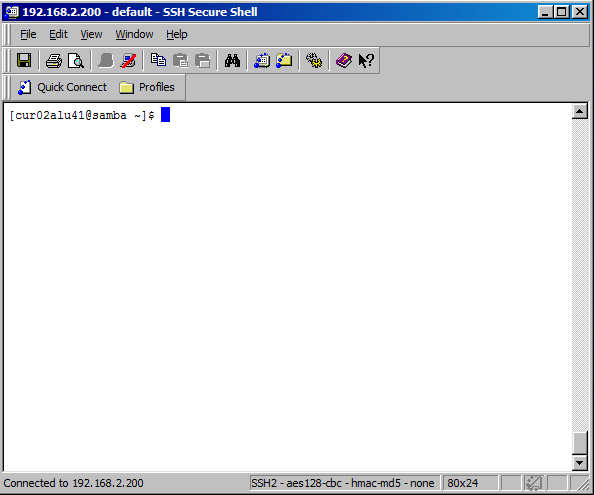 192.168.2.200 - default - SSH Secure Shell
File Edit View Window Help
Quick Connect Profiles
[cur02alu41@samba ~]$
Connected to 192.168.2.200 SSH2 - aes128-cbc - hmac-md5 - none 80x24